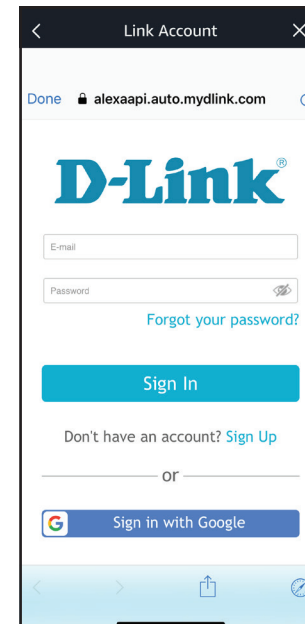 Link Account
Done alexaapi.auto.mydlink.com
D-Link®
E-mail
Password
Forgot your password?
Sign In
Don't have an account? Sign Up
or
G Sign in with Google